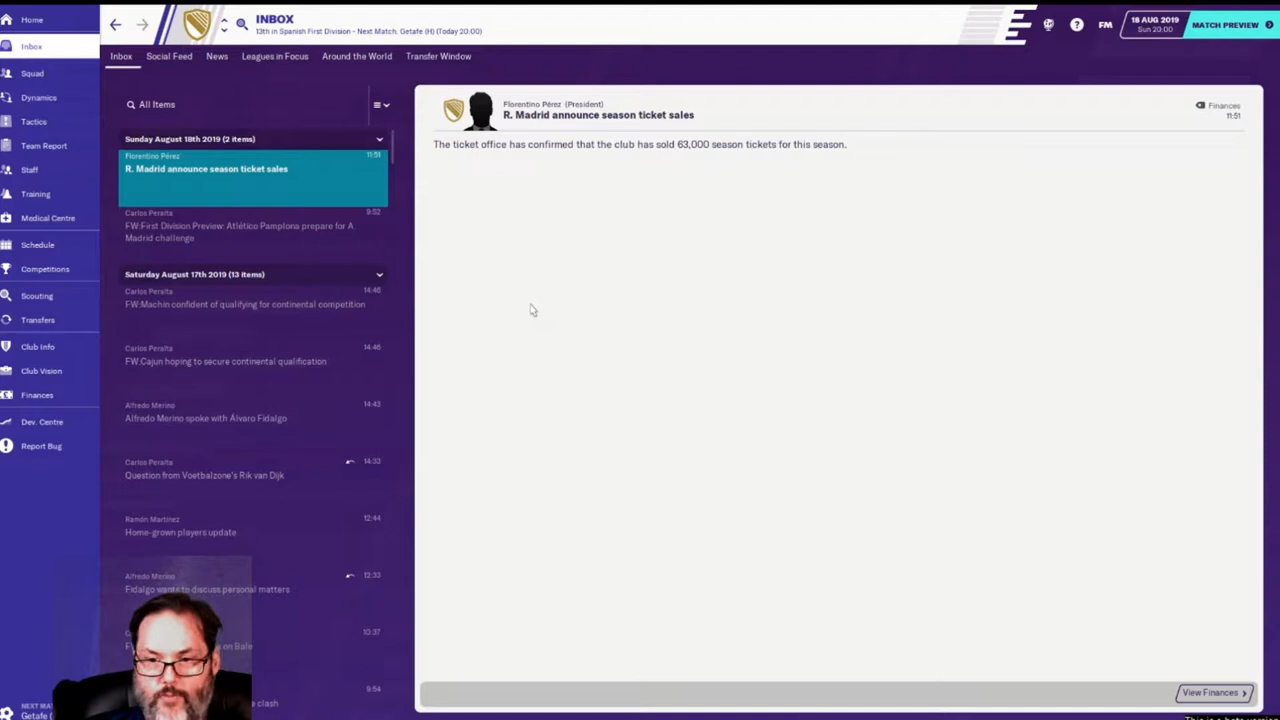 Home
Inbox
Squad
Dynamics
Tactics
Team Report
Staff
Training
Medical Centre
Schedule
Competitions
Scouting
Transfers
Club Info
Club Vision
Finances
Dev. Centre
Report Bug
NEXT MA
Getafe (
INBOX
13th in Spanish First Division - Next Match: Getafe (H) (Today 20:00)
FM
18 AUG 2019
Sun 20:00
MATCH PREVIEW
Inbox Social Feed News Leagues in Focus Around the World Transfer Window
All Items
Sunday August 18th 2019 (2 items)
Florentino Pérez 11:51
R. Madrid announce season ticket sales
Carlos Peralta 9:52
FW:First Division Preview: Atlético Pamplona prepare for A.
Madrid challenge
Saturday August 17th 2019 (13 items)
Carlos Peralta 14:46
FW:Machin confident of qualifying for continental competition
Carlos Peralta 14:46
FW:Cajun hoping to secure continental qualification
Alfredo Merino 14:43
Alfredo Merino spoke with Álvaro Fidalgo
Carlos Peralta 14:33
Question from Voetbalzone's Rik van Dijk
Ramón Martínez 12:44
Home-grown players update
Alfredo Merino 12:33
Fidalgo wants to discuss personal matters
10:37
on Bale
9:54
clash
Florentino Pérez (President)
R. Madrid announce season ticket sales
Finances
11:51
The ticket office has confirmed that the club has sold 63,000 season tickets for this season.
View Finances